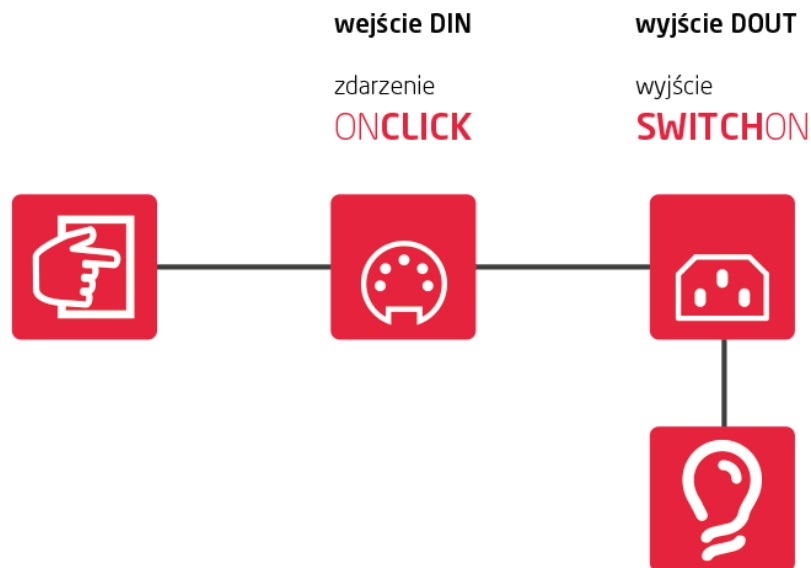 wejście DIN
zdarzenie
ONCLICK
wyjście DOUT
wyjście
SWITCHON